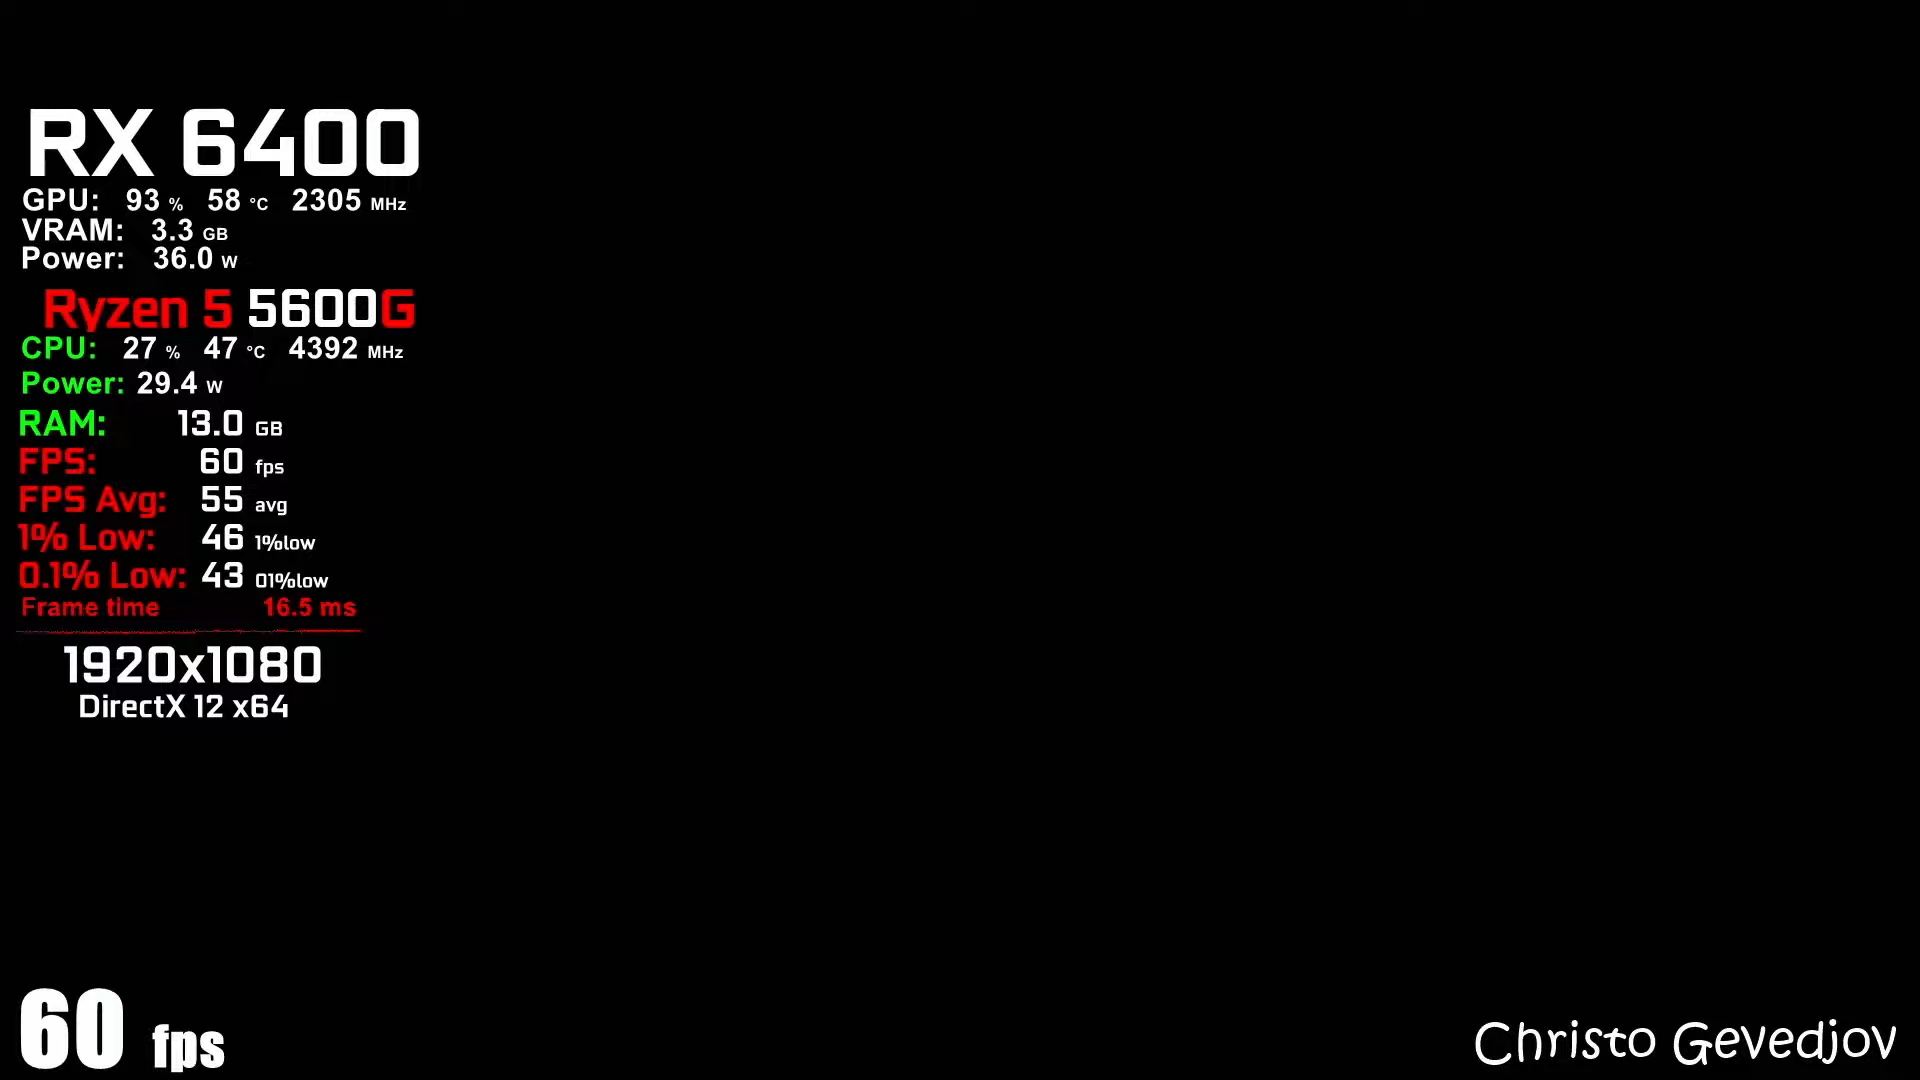 RX 6400
GPU: 93 % 58 °C 2305 MHz
VRAM: 3.3 GB
Power: 36.0 W
Ryzen 5 5600G
CPU: 27 % 47 °C 4392 MHz
Power: 29.4 W
RAM: 13.0 GB
FPS: 60 fps
FPS Avg: 55 avg
1% Low: 46 1%low
0.1% Low: 43 01%low
Frame time 16.5 ms
1920x1080
DirectX 12 x64
60 fps
Christo Gevedjov